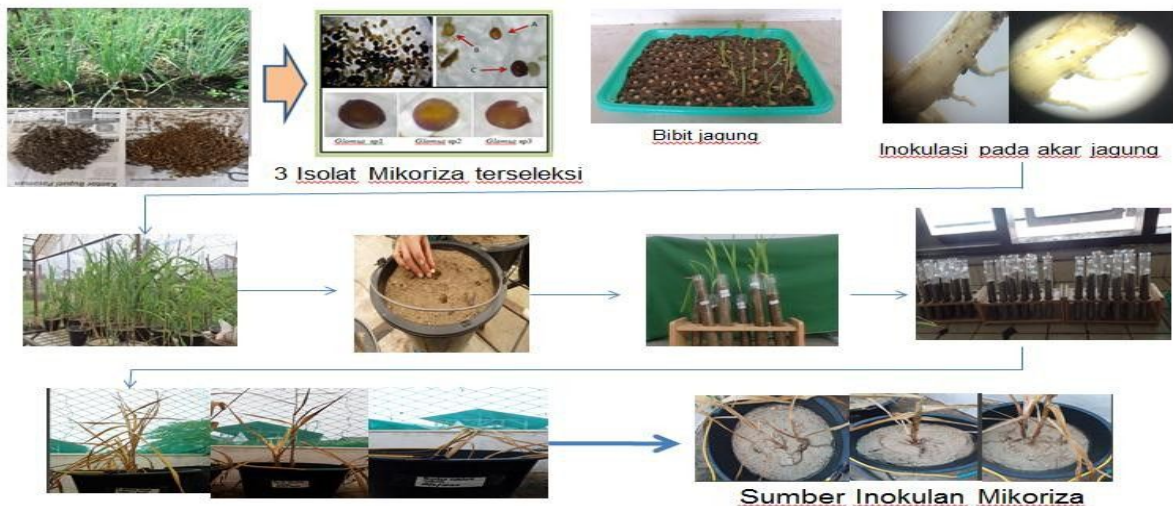 A
B
C
Glomus sp1
Glomus sp2
Glomus sp3
3 Isolat Mikoriza terseleksi
Bibit jagung
Inokulasi pada akar jagung
Sumber Inokulan Mikoriza